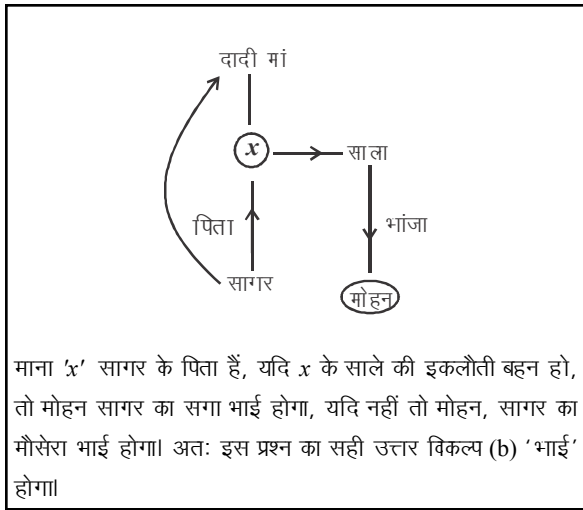 दादी मां
x
साला
पिता
भांजा
सागर
मोहन
माना 'x' सागर के पिता हैं, यदि x के साले की इकलौती बहन हो,
तो मोहन सागर का सगा भाई होगा, यदि नहीं तो मोहन, सागर का
मौसेरा भाई होगा। अतः इस प्रश्न का सही उत्तर विकल्प (b) ‘भाई’
होगा।